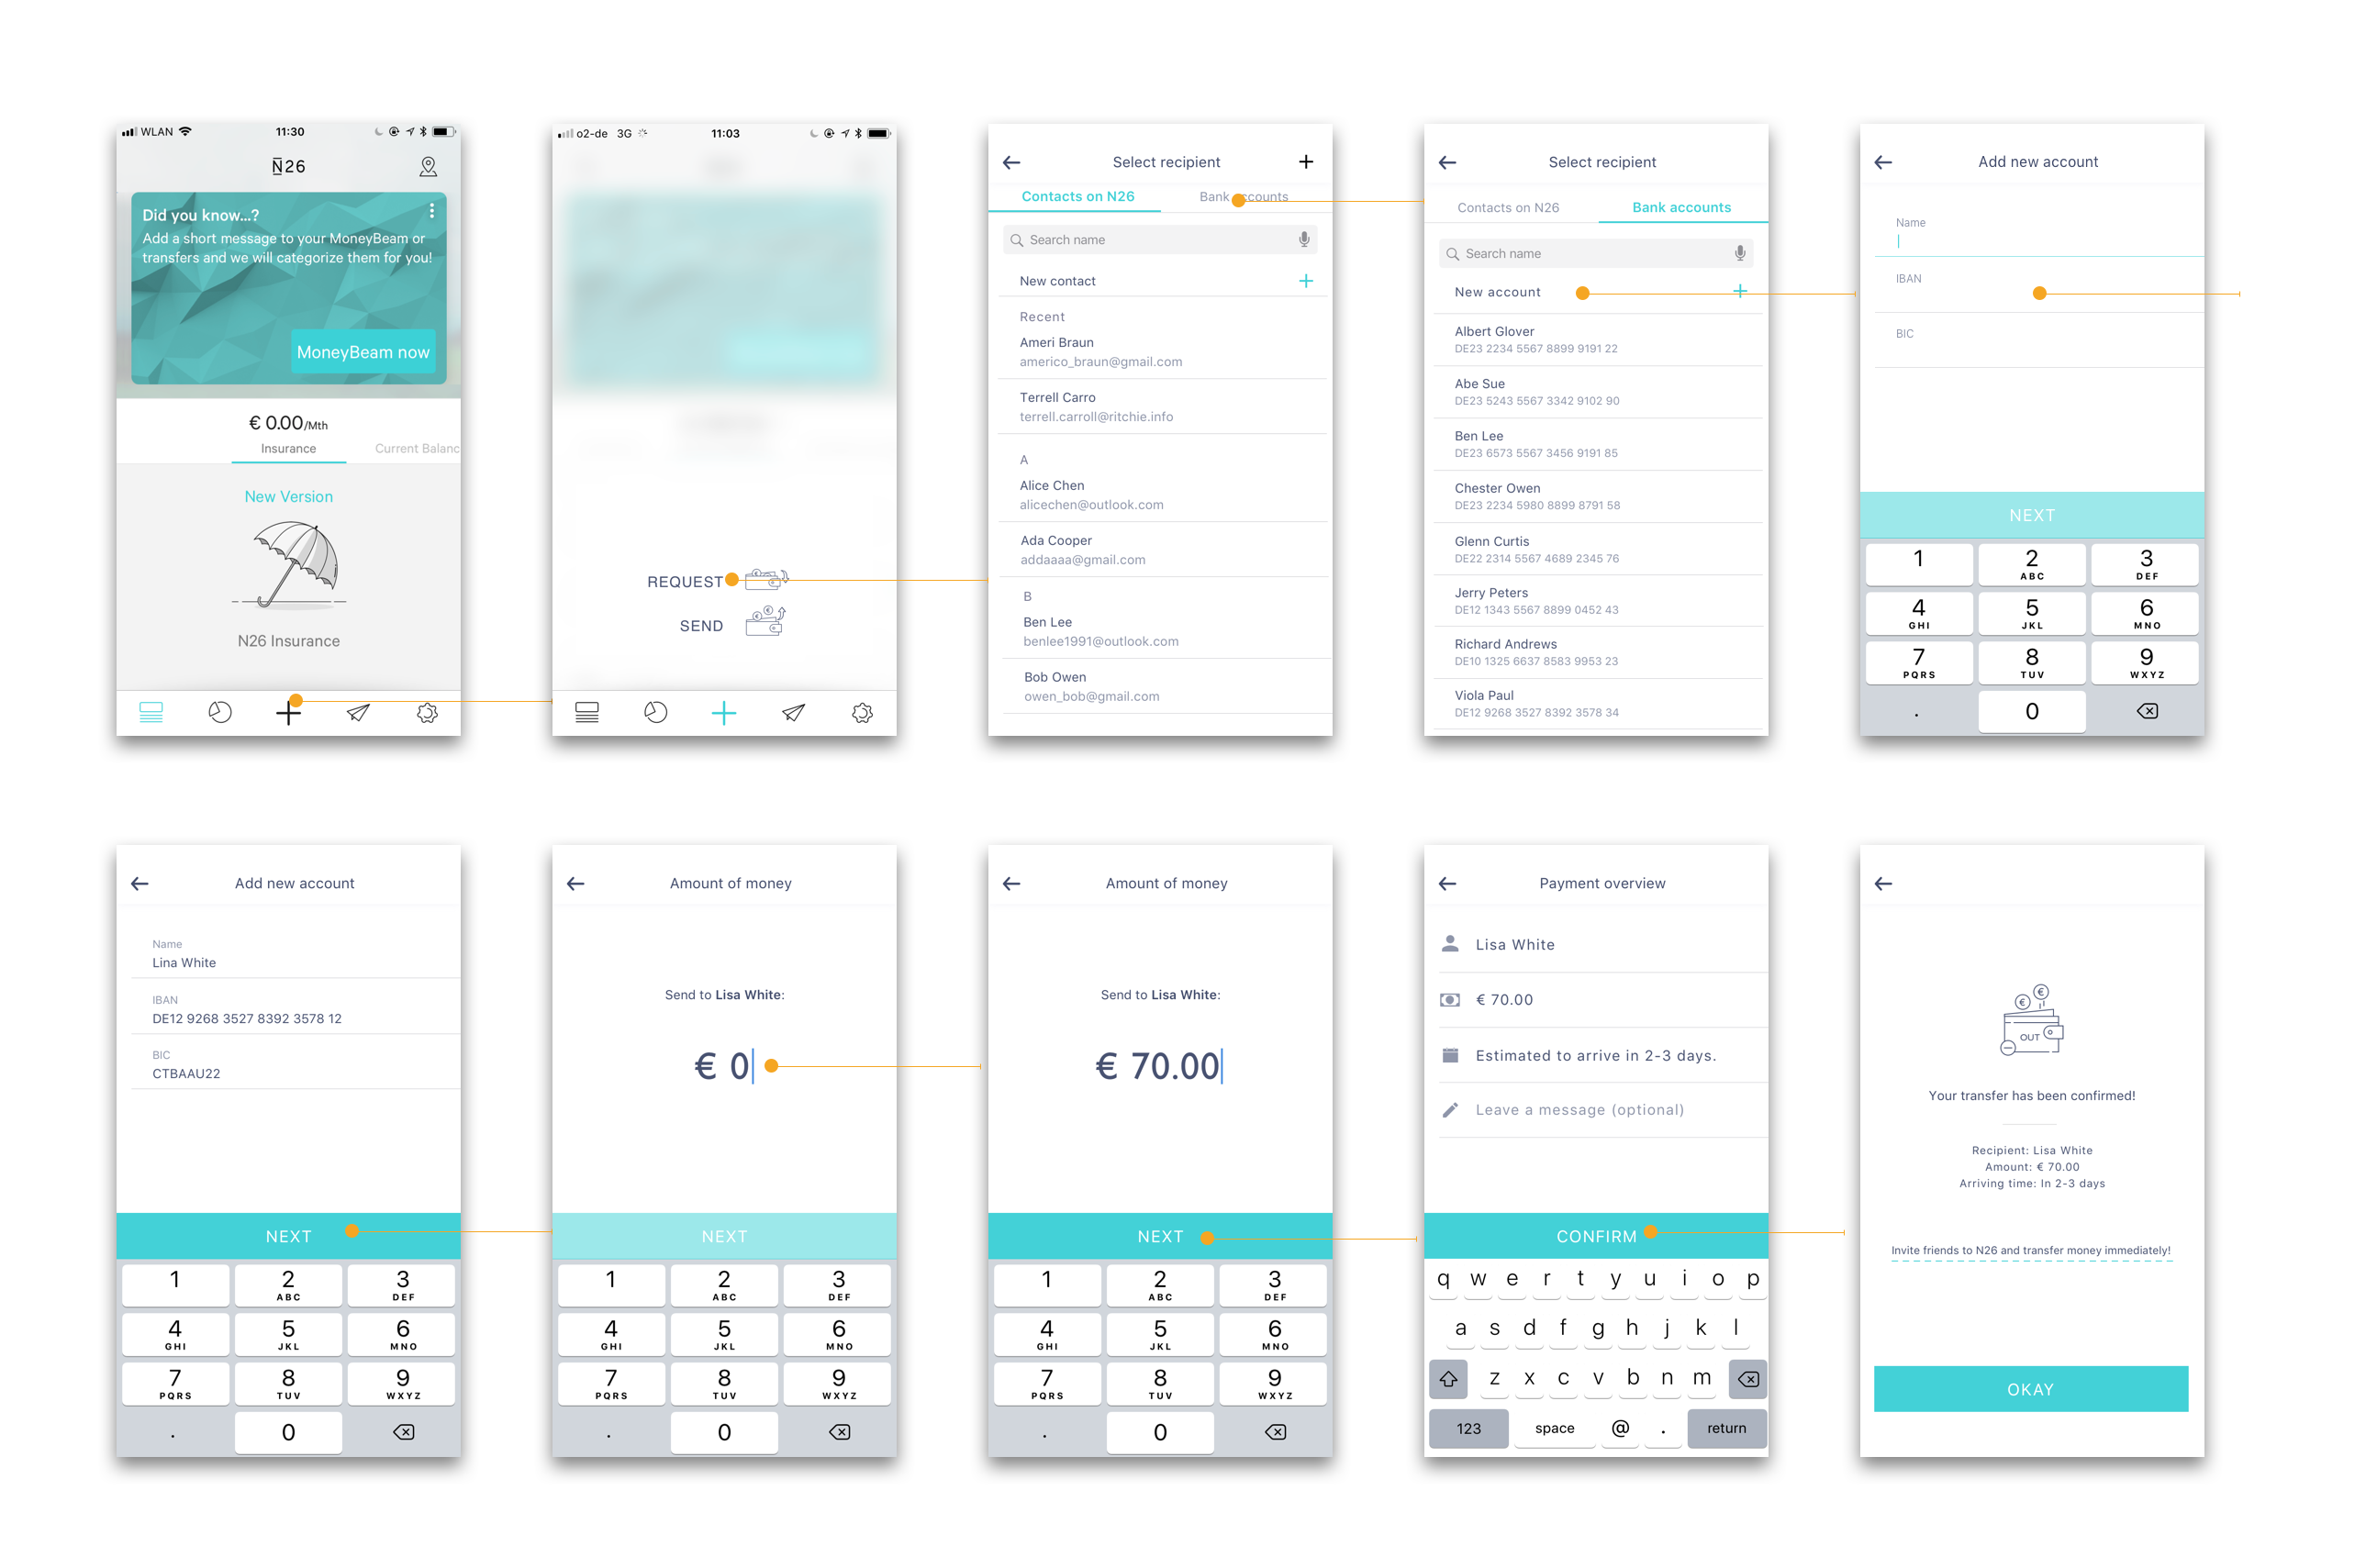 WLAN 11:30
N26
Did you know...?
Add a short message to your MoneyBeam or
transfers and we will categorize them for you!
MoneyBeam now
€ 0.00/Mth
Insurance Current Balanc
New Version
N26 Insurance
o2-de 3G 11:03
REQUEST
SEND
Select recipient
Contacts on N26 Bank accounts
Search name
New contact
Recent
Ameri Braun
americo_braun@gmail.com
Terrell Carro
terrell.carroll@ritchie.info
A
Alice Chen
alicechen@outlook.com
Ada Cooper
addaaaa@gmail.com
B
Ben Lee
benlee1991@outlook.com
Bob Owen
owen_bob@gmail.com
Select recipient
Contacts on N26 Bank accounts
Search name
New account
Albert Glover
DE23 2234 5567 8899 9191 22
Abe Sue
DE23 5243 5567 3342 9102 90
Ben Lee
DE23 6573 5567 3456 9191 85
Chester Owen
DE23 2234 5980 8899 8791 58
Glenn Curtis
DE22 2314 5567 4689 2345 76
Jerry Peters
DE12 1343 5567 8899 0452 43
Richard Andrews
DE10 1325 6637 8583 9953 23
Viola Paul
DE12 9268 3527 8392 3578 34
Add new account
Name
IBAN
BIC
NEXT
1 2 3
ABC DEF
4 5 6
GHI JKL MNO
7 8 9
PQRS TUV WXYZ
. 0
Add new account
Name
Lina White
IBAN
DE12 9268 3527 8392 3578 12
BIC
CTBAAU22
NEXT
1 2 3
ABC DEF
4 5 6
GHI JKL MNO
7 8 9
PQRS TUV WXYZ
. 0
Amount of money
Send to Lisa White:
€ 0
NEXT
1 2 3
ABC DEF
4 5 6
GHI JKL MNO
7 8 9
PQRS TUV WXYZ
. 0
Amount of money
Send to Lisa White:
€ 70.00
NEXT
1 2 3
ABC DEF
4 5 6
GHI JKL MNO
7 8 9
PQRS TUV WXYZ
. 0
Payment overview
Lisa White
€ 70.00
Estimated to arrive in 2-3 days.
Leave a message (optional)
CONFIRM
q w e r t y u i o p
a s d f g h j k l
z x c v b n m
123 space @ . return
€ €
OUT
Your transfer has been confirmed!
Recipient: Lisa White
Amount: € 70.00
Arriving time: In 2-3 days
Invite friends to N26 and transfer money immediately!
OKAY